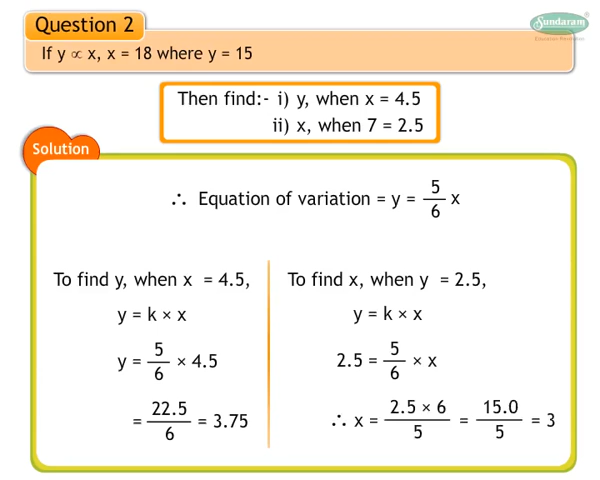 Question 2
Sundaram
If y ∝ x, x = 18 where y = 15
Then find:- i) y, when x = 4.5
ii) x, when 7 = 2.5
Solution
∴ Equation of variation = y = 5/6 x
To find y, when x = 4.5,
y = k × x
y = 5/6 × 4.5
= 22.5/6 = 3.75
To find x, when y = 2.5,
y = k × x
2.5 = 5/6 × x
∴ x = 2.5 × 6/5 = 15.0/5 = 3